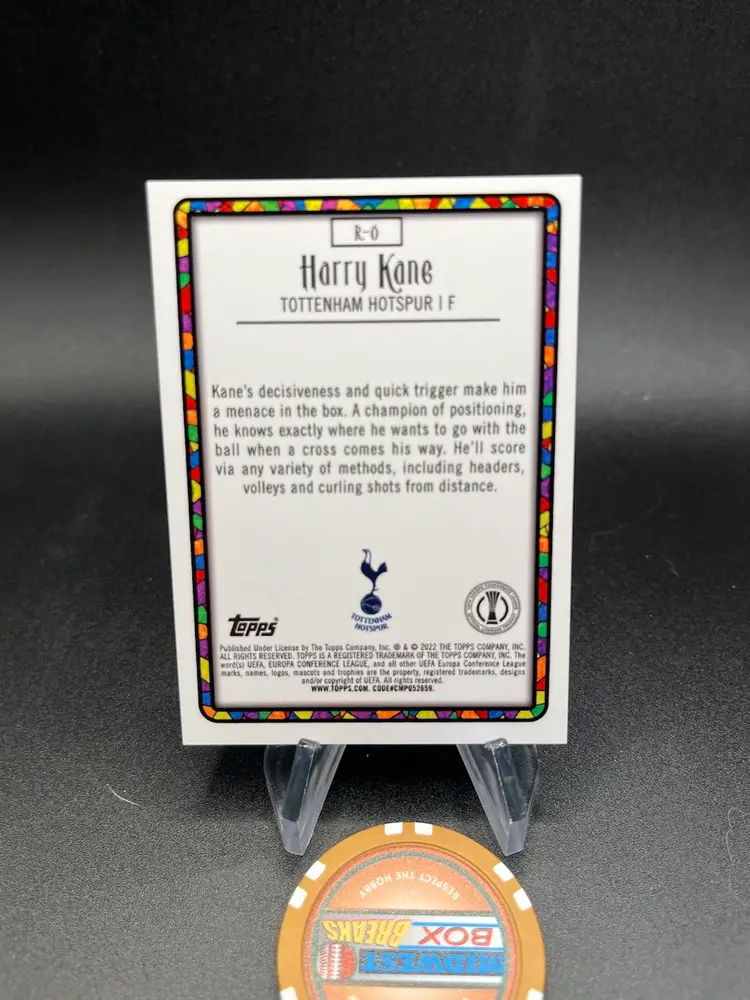 R-6
Harry Kane
TOTTENHAM HOTSPUR | F
Kane's decisiveness and quick trigger make him
a menace in the box. A champion of positioning,
he knows exactly where he wants to go with the
ball when a cross comes his way. He'll score
via any variety of methods, including headers,
volleys and curling shots from distance.
TOTTENHAM
HOTSPUR
topps®
Published Under License by The Topps Company, Inc. ® & © 2022 THE TOPPS COMPANY, INC.
ALL RIGHTS RESERVED. TOPPS IS A REGISTERED TRADEMARK OF THE TOPPS COMPANY, INC. The
word(s) UEFA, EUROPA CONFERENCE LEAGUE, and all other UEFA Europa Conference League
marks, names, logos, mascots and trophies are the property, registered trademarks, designs
and/or copyright of UEFA. All rights reserved.
WWW.TOPPS.COM. CODE#CMPG52659.
RESPECT THE HOBBY
MIDWEST
BOX
BREAKS